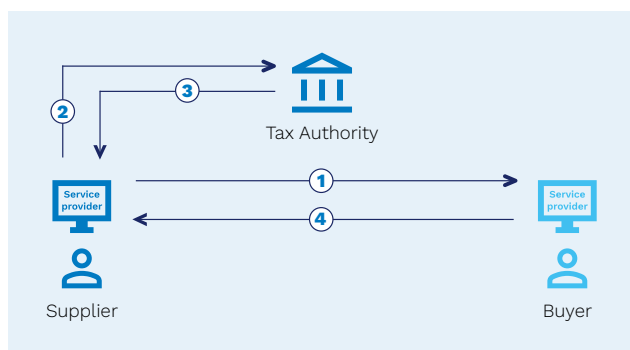 3
2
Tax Authority
1
Service
provider
Service
provider
4
Supplier
Buyer